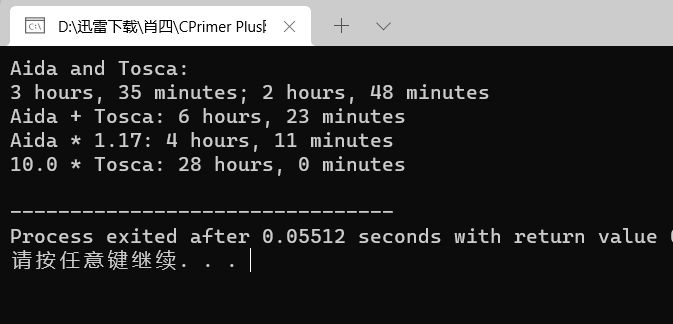 D:\迅雷下载\肖四\CPrimer Plus
Aida and Tosca:
3 hours, 35 minutes; 2 hours, 48 minutes
Aida + Tosca: 6 hours, 23 minutes
Aida * 1.17: 4 hours, 11 minutes
10.0 * Tosca: 28 hours, 0 minutes
--------------------------------
Process exited after 0.05512 seconds with return value
请按任意键继续. . .